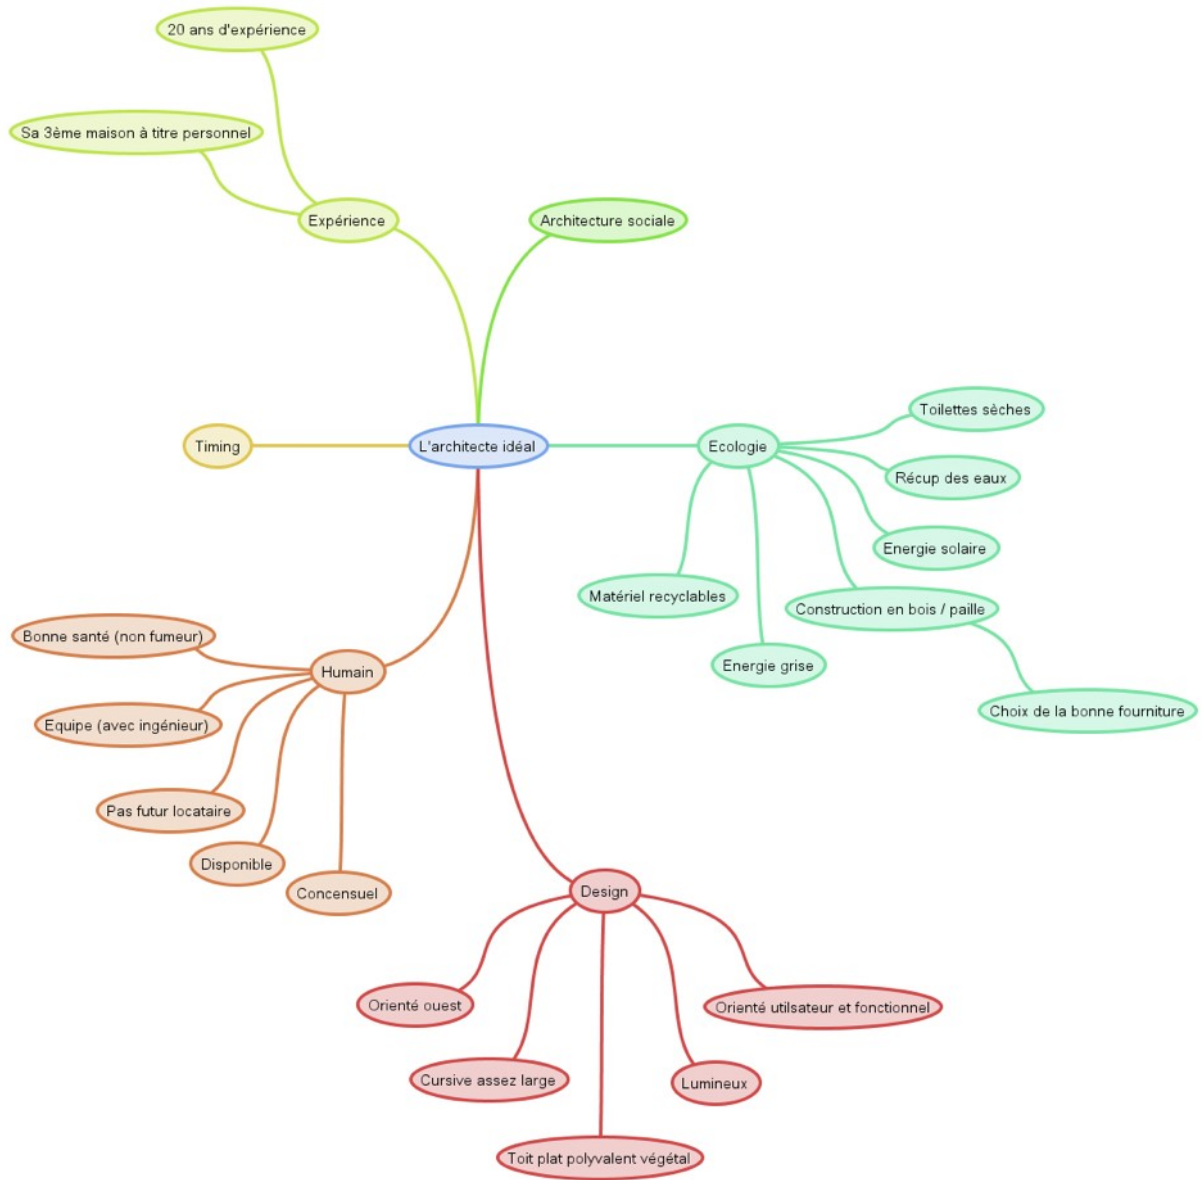 20 ans d'expérience
Sa 3ème maison à titre personnel
Expérience
Architecture sociale
Timing
L'architecte idéal
Ecologie
Toilettes sèches
Récup des eaux
Energie solaire
Construction en bois / paille
Choix de la bonne fourniture
Matériel recyclables
Energie grise
Humain
Bonne santé (non fumeur)
Equipe (avec ingénieur)
Pas futur locataire
Disponible
Concensuel
Design
Orienté ouest
Cursive assez large
Toit plat polyvalent végétal
Lumineux
Orienté utilsateur et fonctionnel